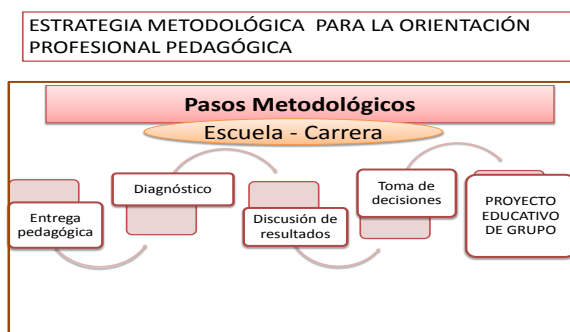 ESTRATEGIA METODOLÓGICA PARA LA ORIENTACIÓN
PROFESIONAL PEDAGÓGICA
Pasos Metodológicos
Escuela - Carrera
Entrega
pedagógica
Diagnóstico
Discusión de
resultados
Toma de
decisiones
PROYECTO
EDUCATIVO
DE GRUPO